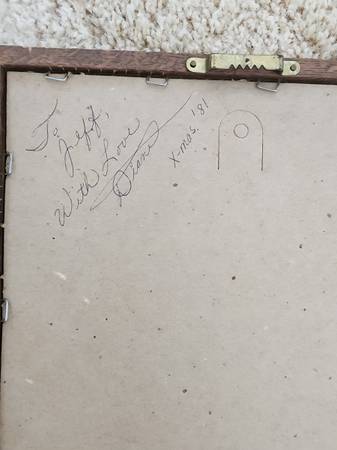 To
Jeff,
With Love
Diane
X-mas. '81